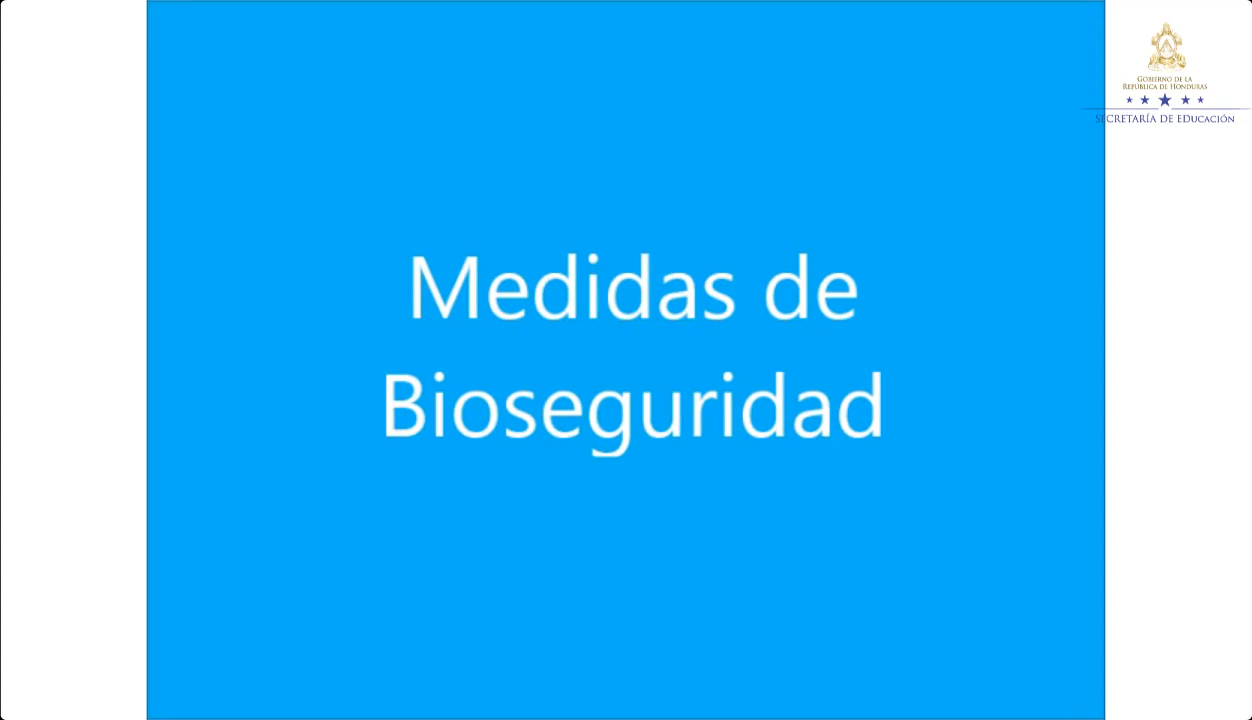 Medidas de
Bioseguridad
GOBIERNO DE LA
REPÚBLICA DE HONDURAS
SECRETARÍA DE EDUCACIÓN